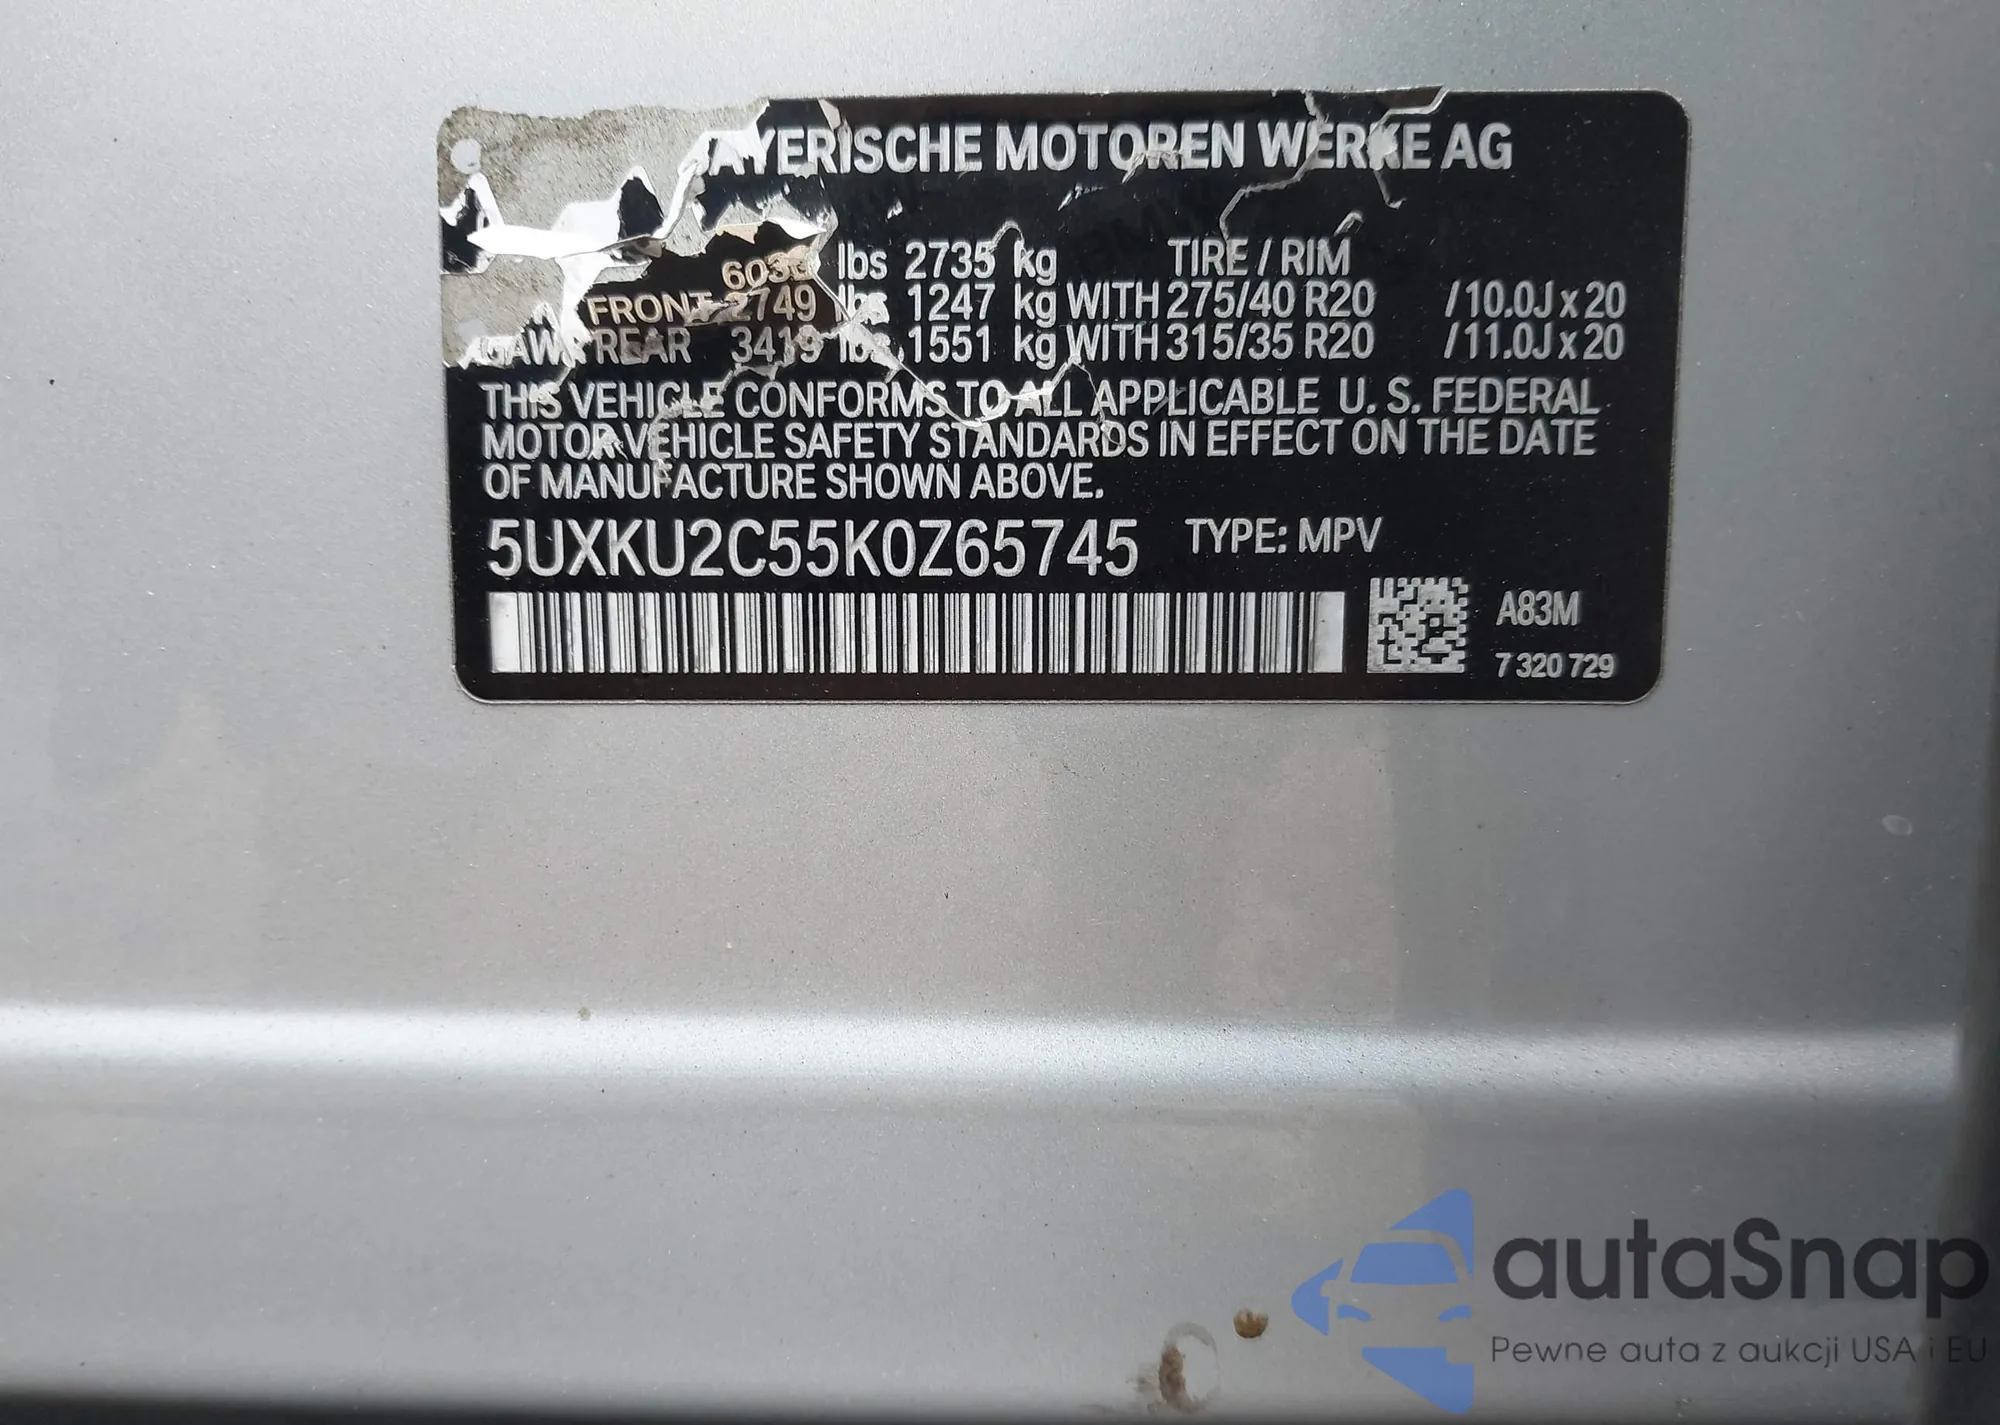 BAYERISCHE MOTOREN WERKE AG
lbs 2735 kg TIRE / RIM
FRONT 2749 lbs 1247 kg WITH 275/40 R20 /10.0J x 20
GAWR REAR 3419 lbs 1551 kg WITH 315/35 R20 /11.0J x 20
THIS VEHICLE CONFORMS TO ALL APPLICABLE U. S. FEDERAL
MOTOR VEHICLE SAFETY STANDARDS IN EFFECT ON THE DATE
OF MANUFACTURE SHOWN ABOVE.
5UXKU2C55K0Z65745 TYPE: MPV
A83M
7 320 729
autaSnap
Pewne auta z aukcji USA i EU